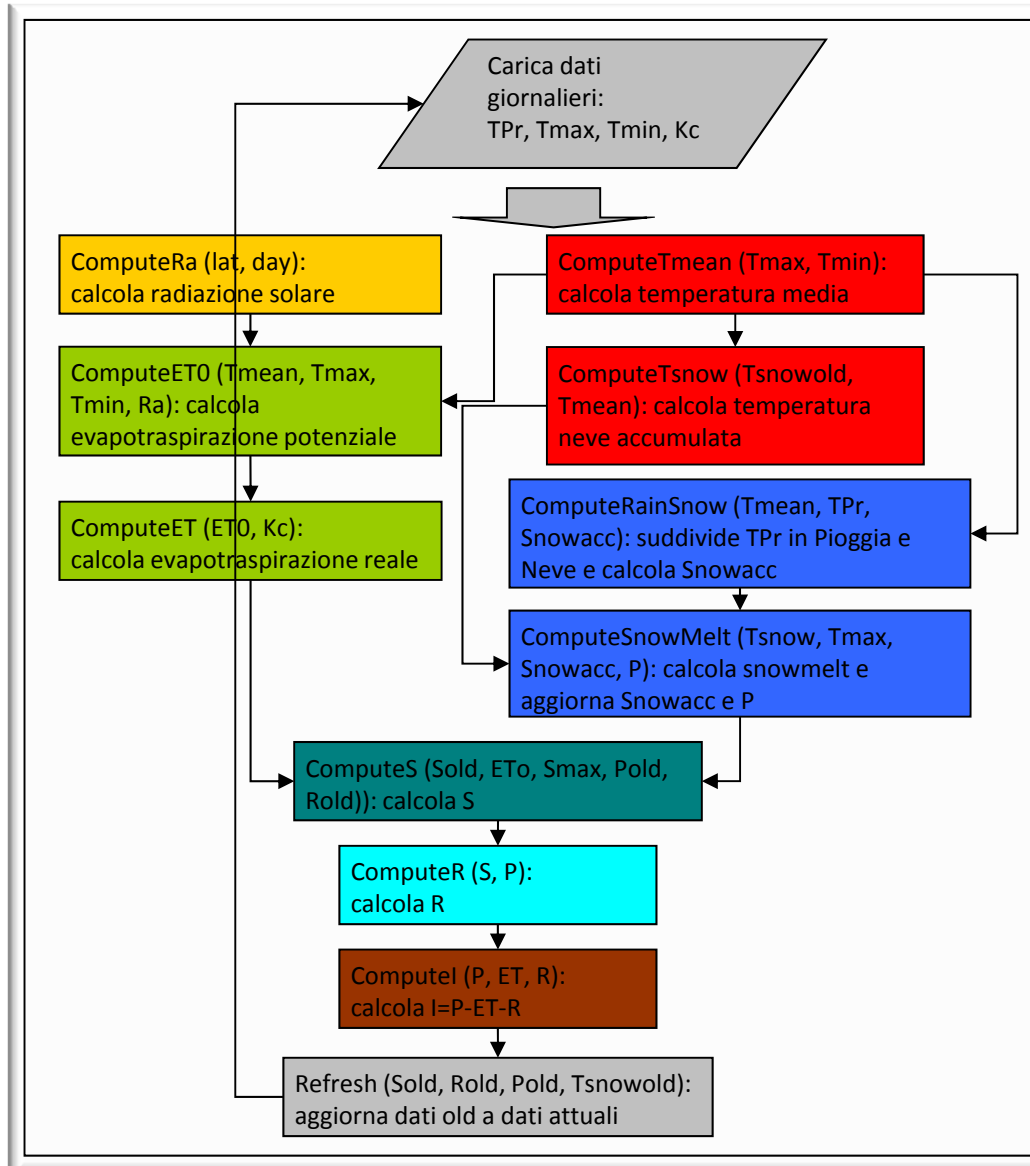 Carica dati
giornalieri:
TPr, Tmax, Tmin, Kc
ComputeRa (lat, day):
calcola radiazione solare
ComputeTmean (Tmax, Tmin):
calcola temperatura media
ComputeET0 (Tmean, Tmax,
Tmin, Ra): calcola
evapotraspirazione potenziale
ComputeTsnow (Tsnowold,
Tmean): calcola temperatura
neve accumulata
ComputeET (ET0, Kc):
calcola evapotraspirazione reale
ComputeRainSnow (Tmean, TPr,
Snowacc): suddivide TPr in Pioggia e
Neve e calcola Snowacc
ComputeSnowMelt (Tsnow, Tmax,
Snowacc, P): calcola snowmelt e
aggiorna Snowacc e P
ComputeS (Sold, ETo, Smax, Pold,
Rold)): calcola S
ComputeR (S, P):
calcola R
ComputeI (P, ET, R):
calcola I=P-ET-R
Refresh (Sold, Rold, Pold, Tsnowold):
aggiorna dati old a dati attuali